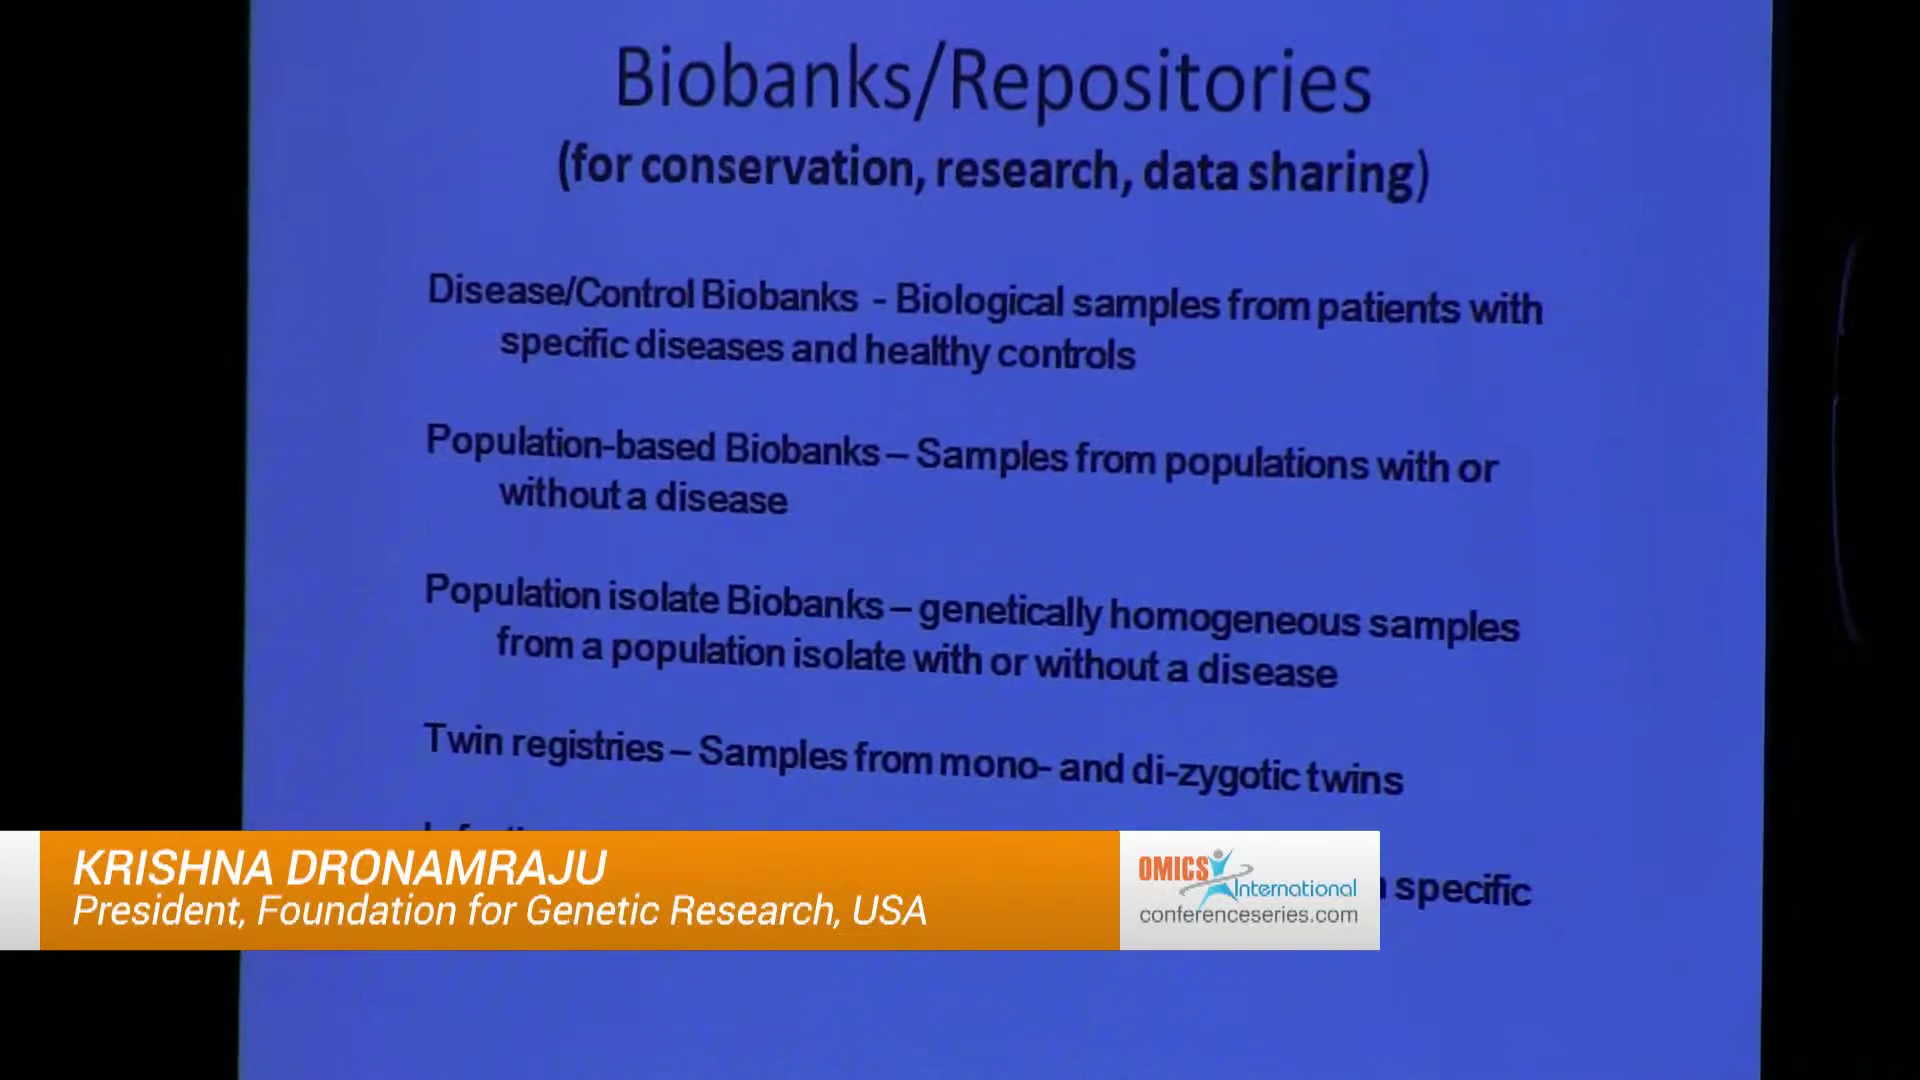 Biobanks/Repositories
(for conservation, research, data sharing)
Disease/Control Biobanks - Biological samples from patients with
specific diseases and healthy controls
Population-based Biobanks – Samples from populations with or
without a disease
Population isolate Biobanks – genetically homogeneous samples
from a population isolate with or without a disease
Twin registries – Samples from mono- and di-zygotic twins
specific
KRISHNA DRONAMRAJU
President, Foundation for Genetic Research, USA
OMICS
International
conferenceseries.com